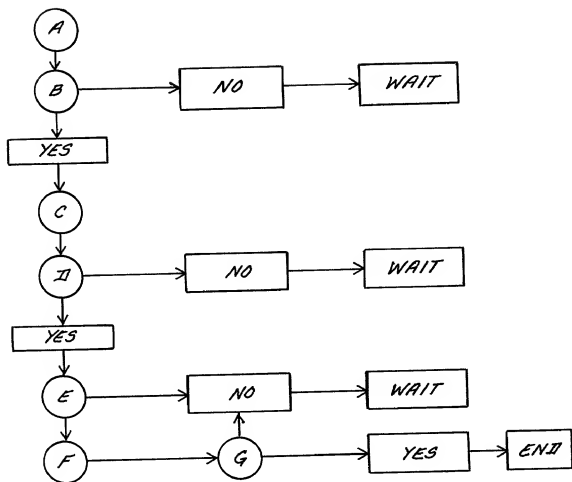 A
B NO WAIT
YES
C
D NO WAIT
YES
E NO WAIT
F G YES END